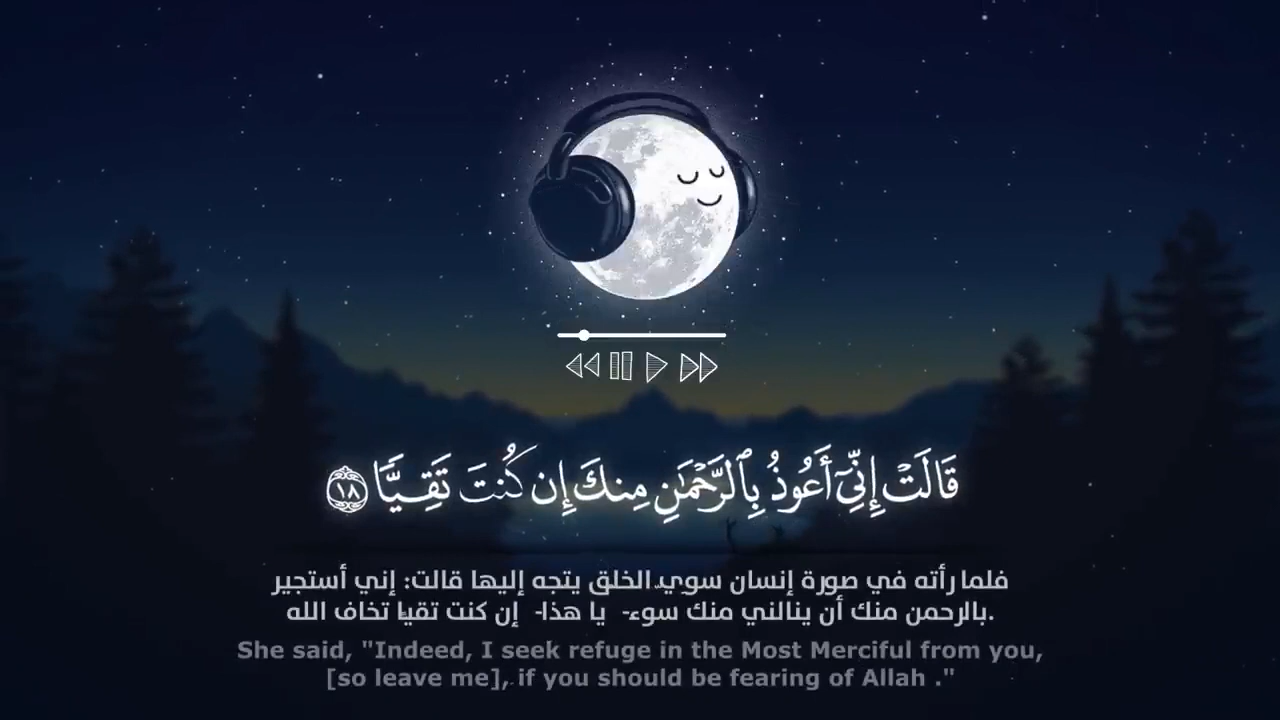 قَالَتْ إِنِّىٓ أَعُوذُ بِٱلرَّحْمَٰنِ مِنكَ إِن كُنتَ تَقِيًّا ١٨
فلما رأته في صورة إنسان سوي الخلق يتجه إليها قالت: إني أستجير
بالرحمن منك أن ينالني منك سوء- يا هذا- إن كنت تقيا تخاف الله.
She said, "Indeed, I seek refuge in the Most Merciful from you,
[so leave me], if you should be fearing of Allah ."